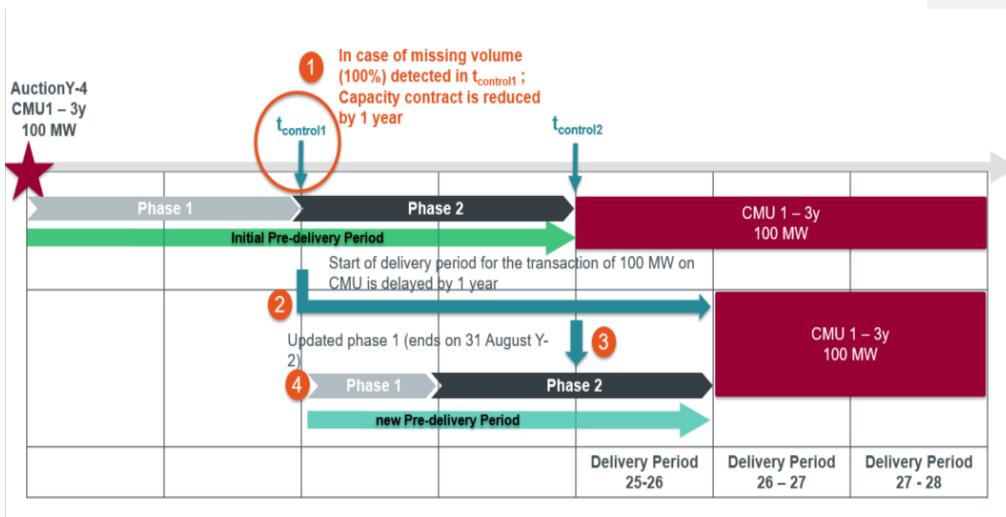 1
In case of missing volume
(100%) detected in tcontrol1 ;
Capacity contract is reduced
by 1 year
AuctionY-4
CMU1 – 3y
100 MW
tcontrol1
tcontrol2
Phase 1
Phase 2
CMU 1 – 3y
100 MW
Initial Pre-delivery Period
Start of delivery period for the transaction of 100 MW on
CMU is delayed by 1 year
2
CMU 1 – 3y
100 MW
Updated phase 1 (ends on 31 August Y-
2)
3
4
Phase 1
Phase 2
new Pre-delivery Period
Delivery Period
25-26
Delivery Period
26 – 27
Delivery Period
27 - 28